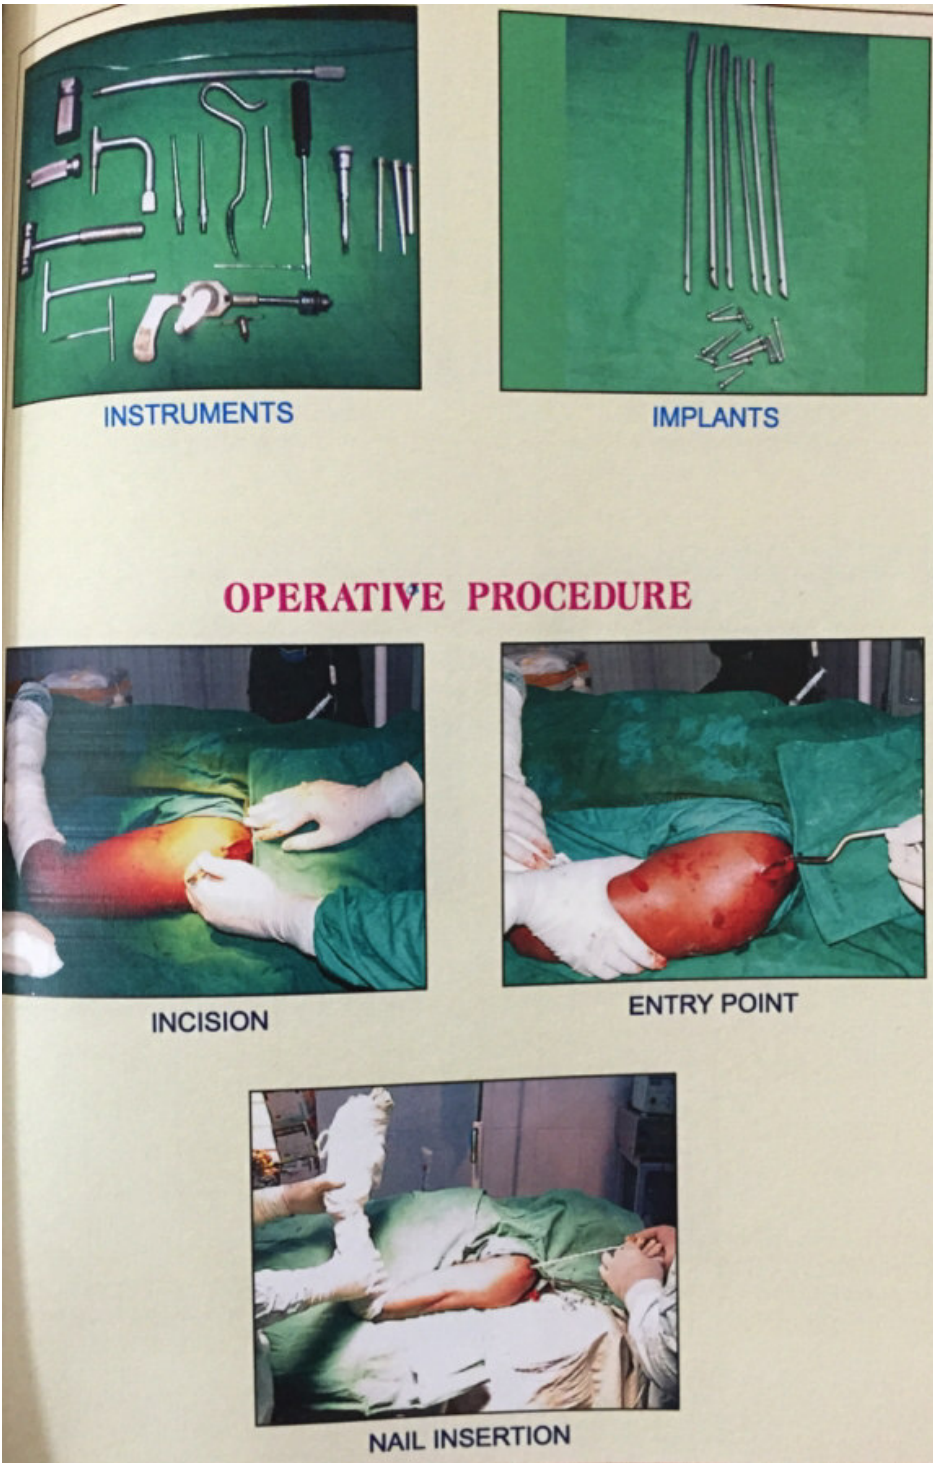 INSTRUMENTS
IMPLANTS
OPERATIVE PROCEDURE
INCISION
ENTRY POINT
NAIL INSERTION